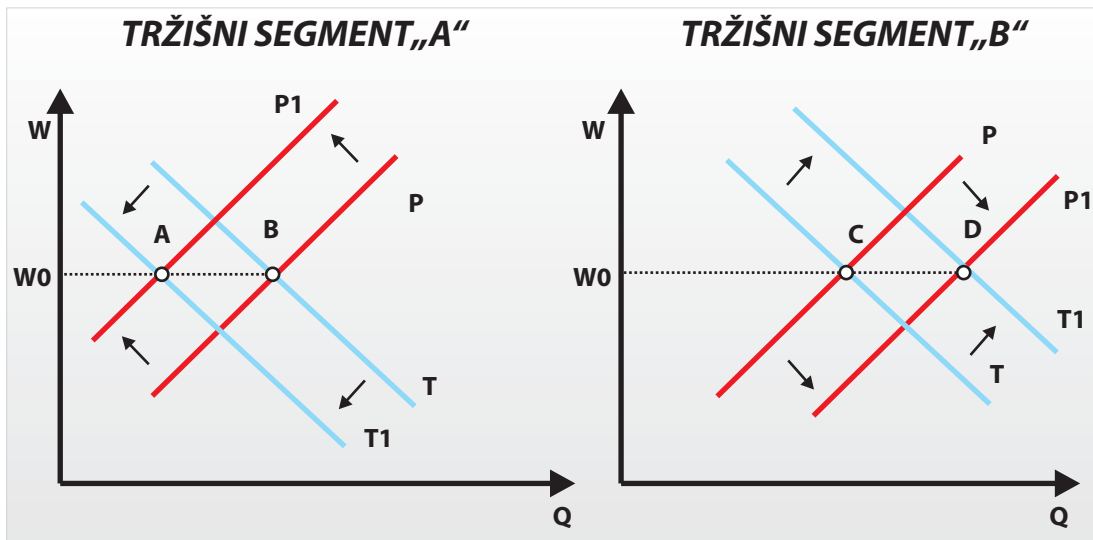 TRŽIŠNI SEGMENT„A“
W
P1
P
A
B
W0
T
T1
Q
TRŽIŠNI SEGMENT„B“
W
P
P1
C
D
W0
T1
T
Q